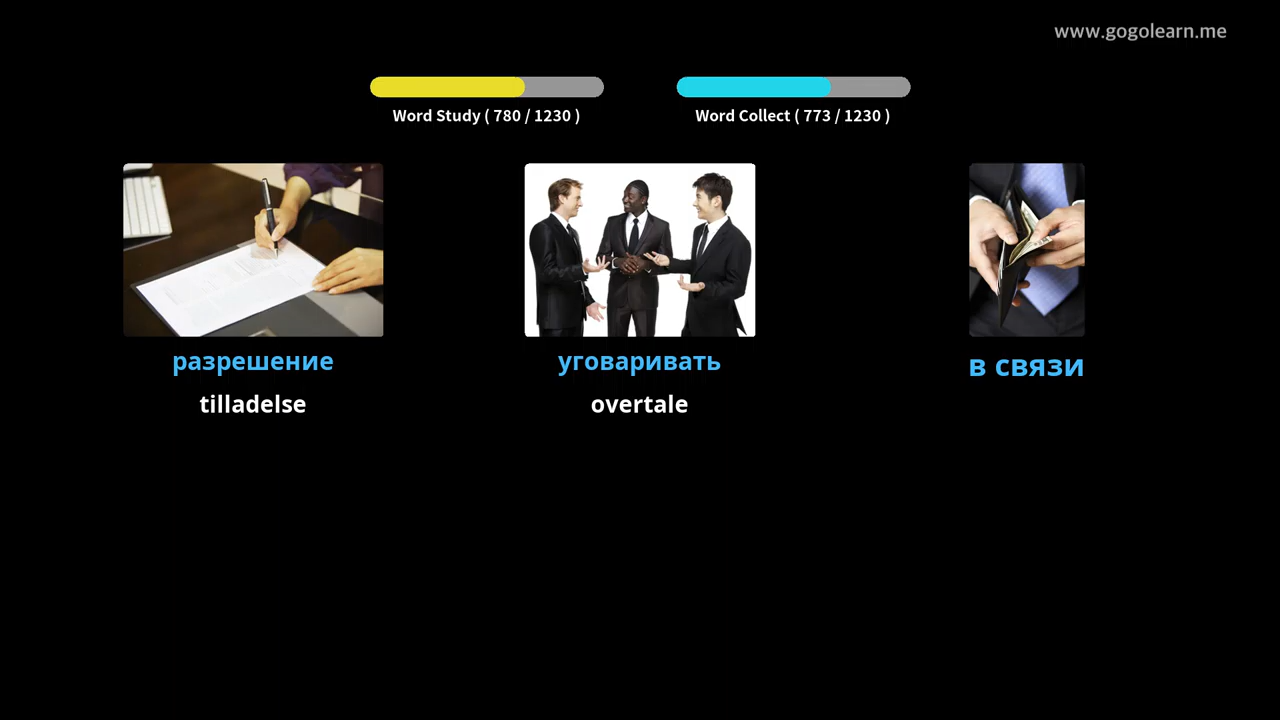 www.gogolearn.me
Word Study ( 780 / 1230 )
Word Collect ( 773 / 1230 )
разрешение
tilladelse
уговаривать
overtale
в связи